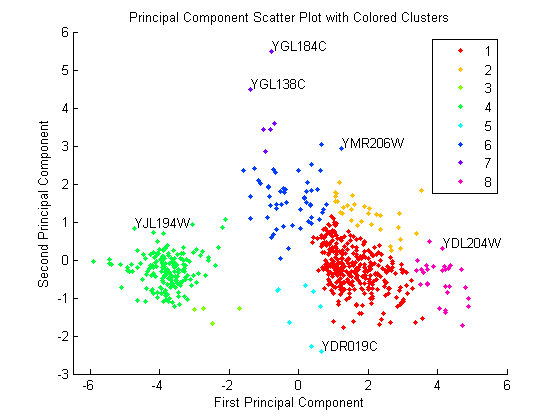 Principal Component Scatter Plot with Colored Clusters
6
5
4
3
2
1
0
-1
-2
-3
Second Principal Component
YGL184C
YGL138C
YMR206W
YJL194W
YDL204W
YDR019C
1
2
3
4
5
6
7
8
-6
-4
-2
0
2
4
6
First Principal Component